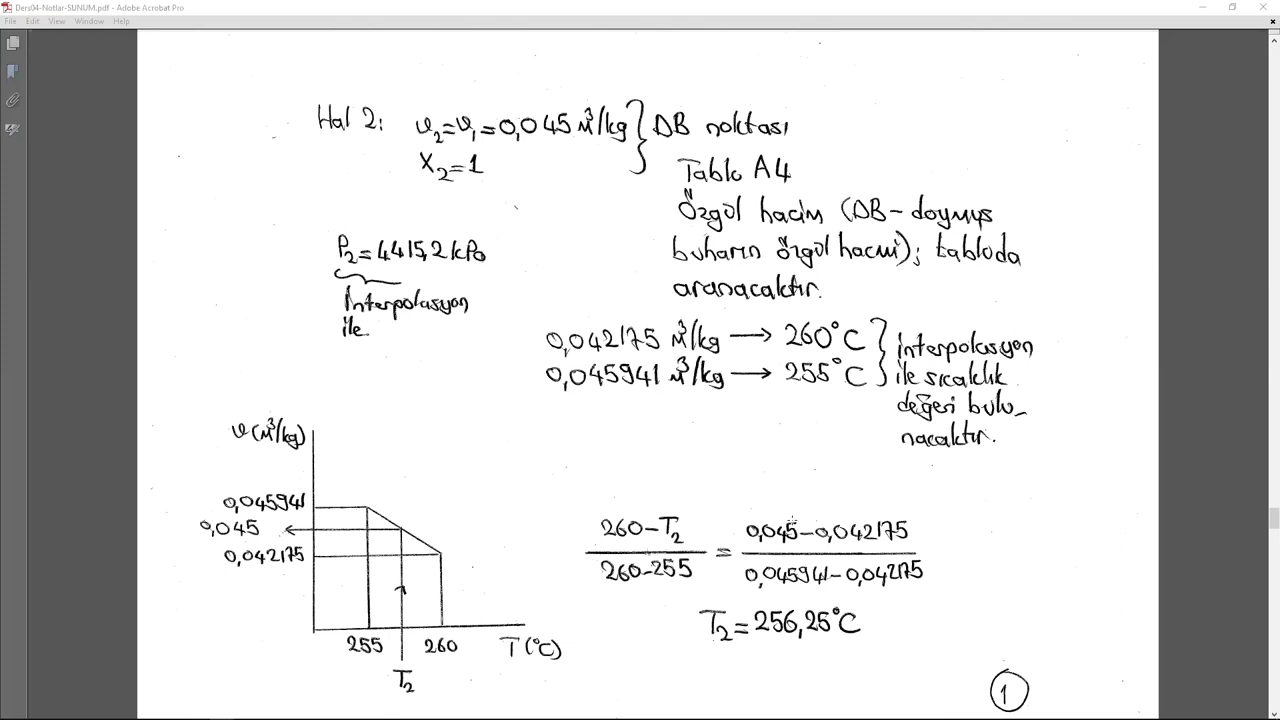 Ders04-Notlar-SUNUM.pdf - Adobe Acrobat Pro
File Edit View Window Help
Hal 2: v₂=v₁=0,045 m³/kg } DB noktası
x₂=1
Tablo A4
Özgül hacim (DB-doymuş
buharın özgül hacmi); tabloda
aranacaktır.
P₂=4415,2 kPa
İnterpolasyon
ile
0,042175 m³/kg → 260°C } interpolasyon
0,045941 m³/kg → 255°C ile sıcaklık
değeri bulu-
nacaktır.
v(m³/kg)
0,045941
0,045
0,042175
255 260 T(°C)
T₂
260-T₂ = 0,045-0,042175
260-255 0,045941-0,042175
T₂=256,25°C
1